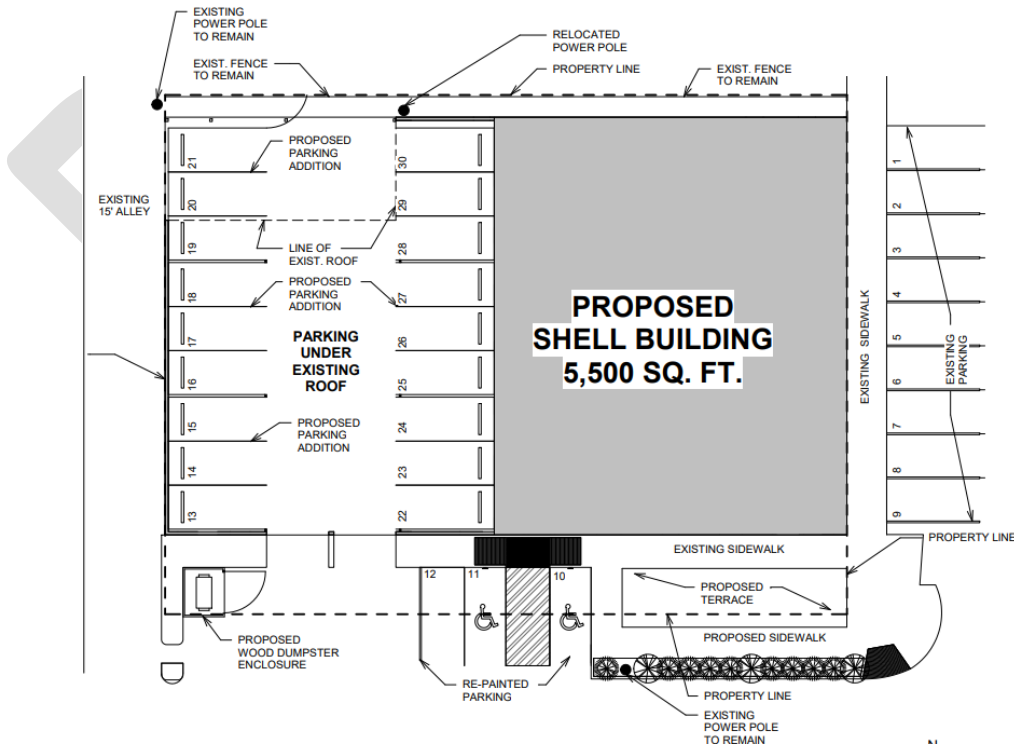 EXISTING
POWER POLE
TO REMAIN
RELOCATED
POWER POLE
EXIST. FENCE
TO REMAIN
PROPERTY LINE
EXIST. FENCE
TO REMAIN
PROPOSED
PARKING
ADDITION
21
30
1
EXISTING
15' ALLEY
20
29
2
19
LINE OF
EXIST. ROOF
28
3
18
PROPOSED
PARKING
ADDITION
27
4
PROPOSED
SHELL BUILDING
5,500 SQ. FT.
EXISTING SIDEWALK
17
PARKING
UNDER
EXISTING
ROOF
26
5
EXISTING
PARKING
16
25
6
15
PROPOSED
PARKING
ADDITION
24
7
14
23
8
13
22
9
PROPERTY LINE
EXISTING SIDEWALK
12
11
10
PROPOSED
TERRACE
PROPOSED
WOOD DUMPSTER
ENCLOSURE
PROPOSED SIDEWALK
RE-PAINTED
PARKING
PROPERTY LINE
EXISTING
POWER POLE
TO REMAIN
N